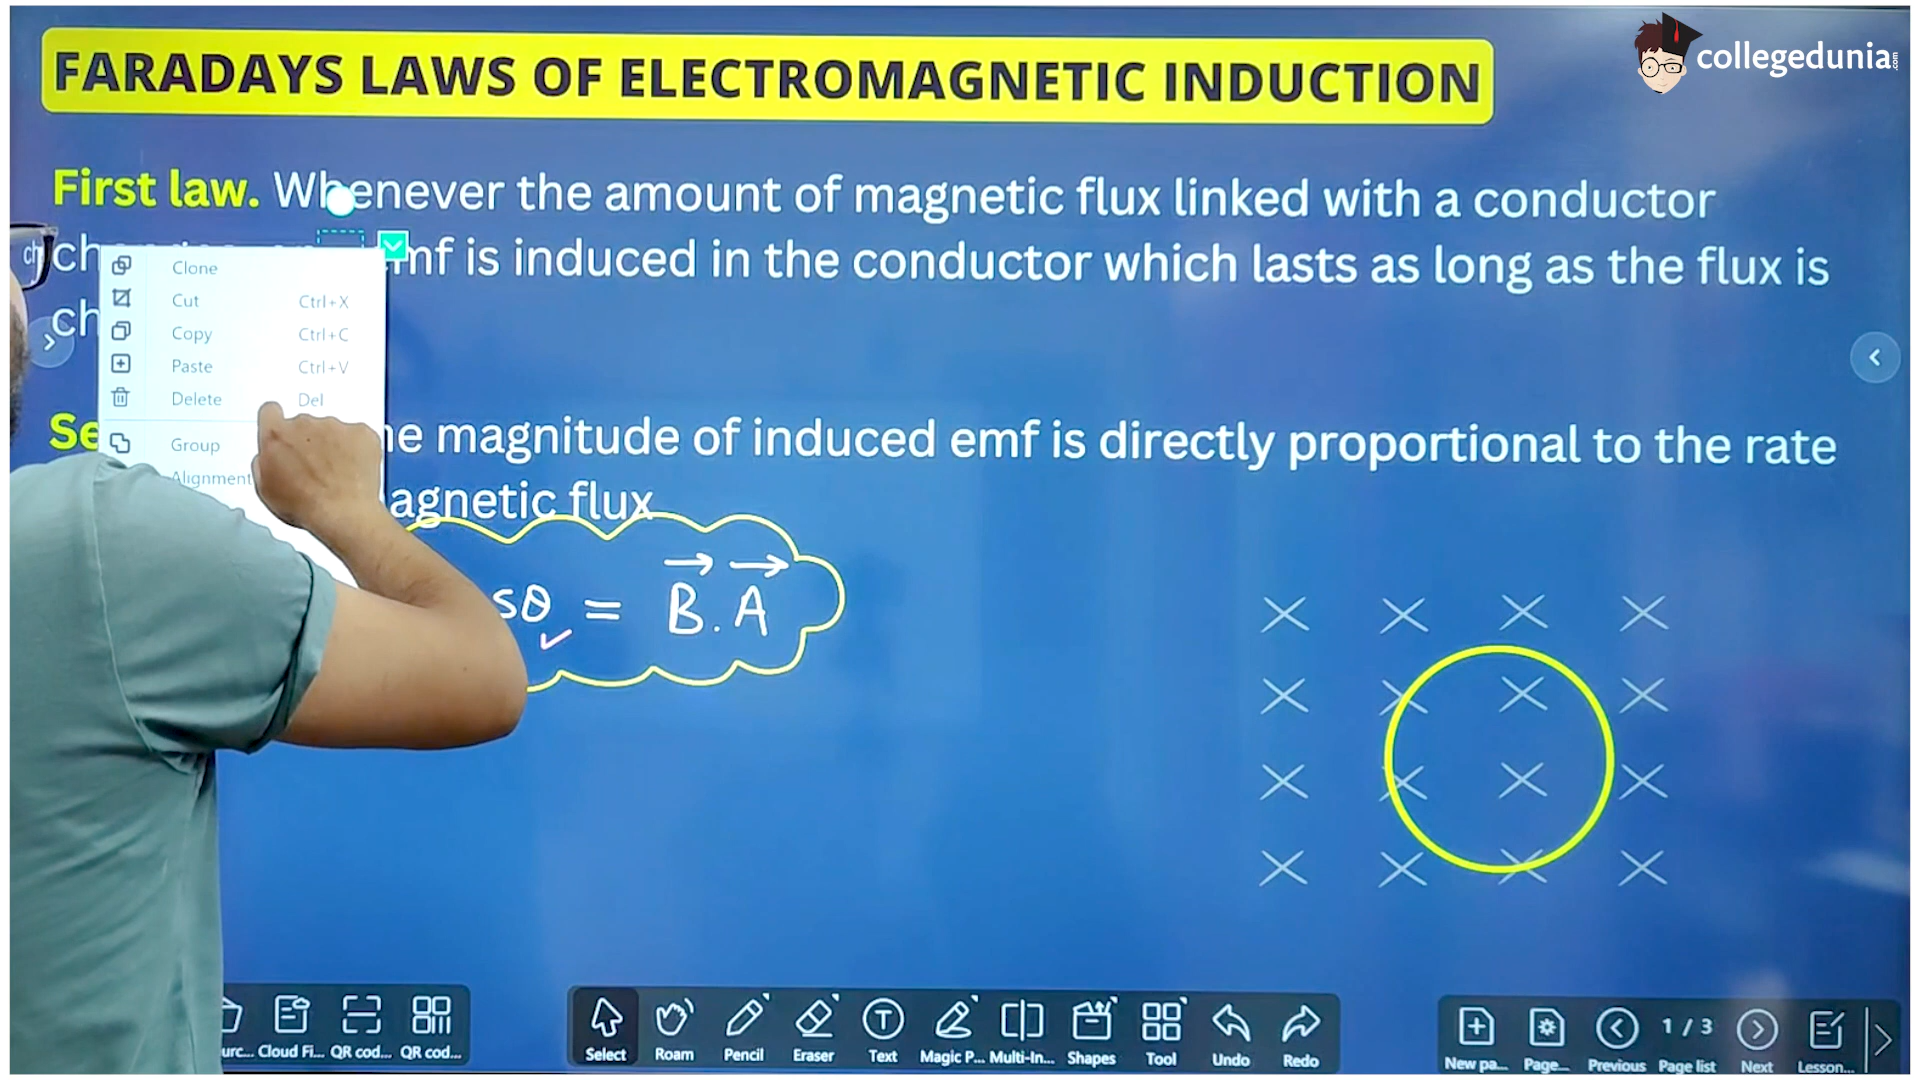 FARADAYS LAWS OF ELECTROMAGNETIC INDUCTION
collegedunia.com
First law. Whenever the amount of magnetic flux linked with a conductor
emf is induced in the conductor which lasts as long as the flux is
Clone
Cut Ctrl+X
Copy Ctrl+C
Paste Ctrl+V
Delete Del
Group
Alignment
magnitude of induced emf is directly proportional to the rate
agnetic flux
sθ = B.A
Cloud Fi... QR cod... QR cod...
Select Roam Pencil Eraser Text Magic P... Multi-In... Shapes Tool Undo Redo
New pa... Page... Previous 1 / 3 Page list Next Lesson...